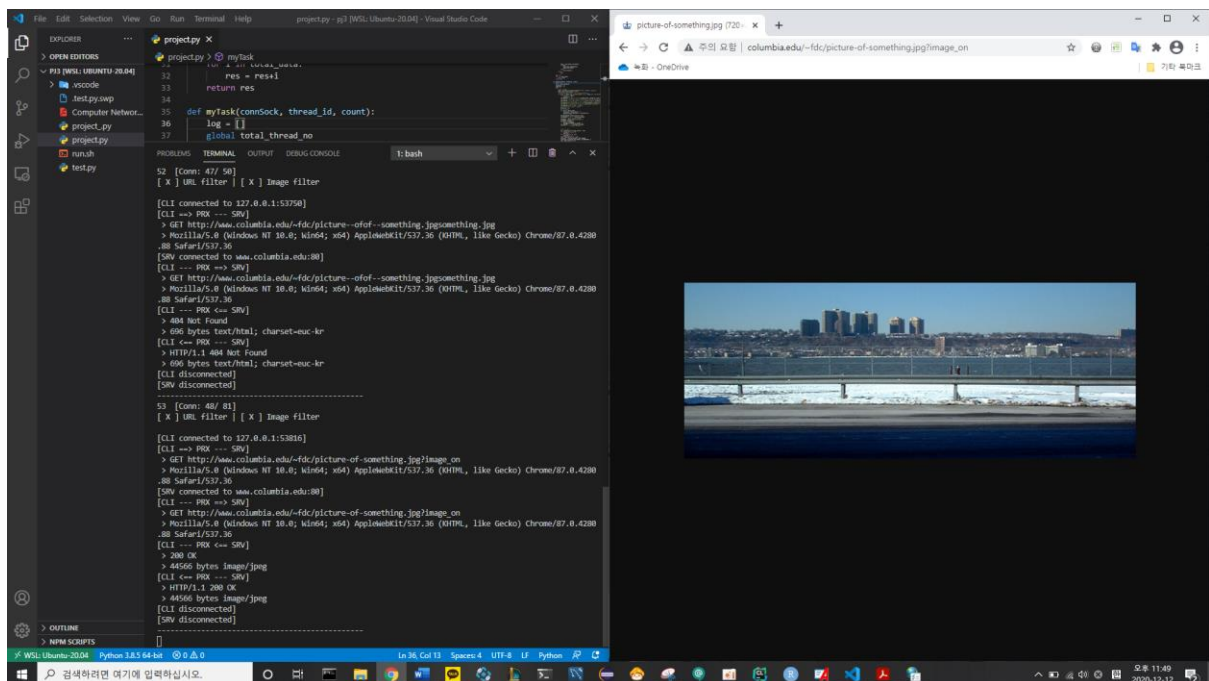 File Edit Selection View Go Run Terminal Help
project.py - pj3 [WSL: Ubuntu-20.04] - Visual Studio Code
EXPLORER
OPEN EDITORS
PJ3 [WSL: UBUNTU-20.04]
.vscode
.test.py.swp
Computer Networ...
project_.py
project.py
run.sh
test.py
OUTLINE
NPM SCRIPTS
project.py
project.py > myTask
32 res = res+i
33 return res
34
35 def myTask(connSock, thread_id, count):
36 log = []
37 global total_thread_no
PROBLEMS TERMINAL OUTPUT DEBUG CONSOLE 1: bash
52 [Conn: 47/ 50]
[ X ] URL filter | [ X ] Image filter
[CLI connected to 127.0.0.1:53750]
[CLI ==> PRX --- SRV]
> GET http://www.columbia.edu/~fdc/picture--ofof--something.jpgsomething.jpg
> Mozilla/5.0 (Windows NT 10.0; Win64; x64) AppleWebKit/537.36 (KHTML, like Gecko) Chrome/87.0.4280
.88 Safari/537.36
[SRV connected to www.columbia.edu:80]
[CLI --- PRX ==> SRV]
> GET http://www.columbia.edu/~fdc/picture--ofof--something.jpgsomething.jpg
> Mozilla/5.0 (Windows NT 10.0; Win64; x64) AppleWebKit/537.36 (KHTML, like Gecko) Chrome/87.0.4280
.88 Safari/537.36
[CLI --- PRX <== SRV]
> 404 Not Found
> 696 bytes text/html; charset=euc-kr
[CLI <== PRX --- SRV]
> HTTP/1.1 404 Not Found
> 696 bytes text/html; charset=euc-kr
[CLI disconnected]
[SRV disconnected]
-----------------------------------------------
53 [Conn: 48/ 81]
[ X ] URL filter | [ X ] Image filter
[CLI connected to 127.0.0.1:53816]
[CLI ==> PRX --- SRV]
> GET http://www.columbia.edu/~fdc/picture-of-something.jpg?image_on
> Mozilla/5.0 (Windows NT 10.0; Win64; x64) AppleWebKit/537.36 (KHTML, like Gecko) Chrome/87.0.4280
.88 Safari/537.36
[SRV connected to www.columbia.edu:80]
[CLI --- PRX ==> SRV]
> GET http://www.columbia.edu/~fdc/picture-of-something.jpg?image_on
> Mozilla/5.0 (Windows NT 10.0; Win64; x64) AppleWebKit/537.36 (KHTML, like Gecko) Chrome/87.0.4280
.88 Safari/537.36
[CLI --- PRX <== SRV]
> 200 OK
> 44566 bytes image/jpeg
[CLI <== PRX --- SRV]
> HTTP/1.1 200 OK
> 44566 bytes image/jpeg
[CLI disconnected]
[SRV disconnected]
-----------------------------------------------
WSL: Ubuntu-20.04 Python 3.8.5 64-bit 0 0 Ln 36, Col 13 Spaces: 4 UTF-8 LF Python
picture-of-something.jpg (720
주의 요함 | columbia.edu/~fdc/picture-of-something.jpg?image_on
녹화 - OneDrive
기타 북마크
검색하려면 여기에 입력하십시오.
오후 11:49
2020-12-12